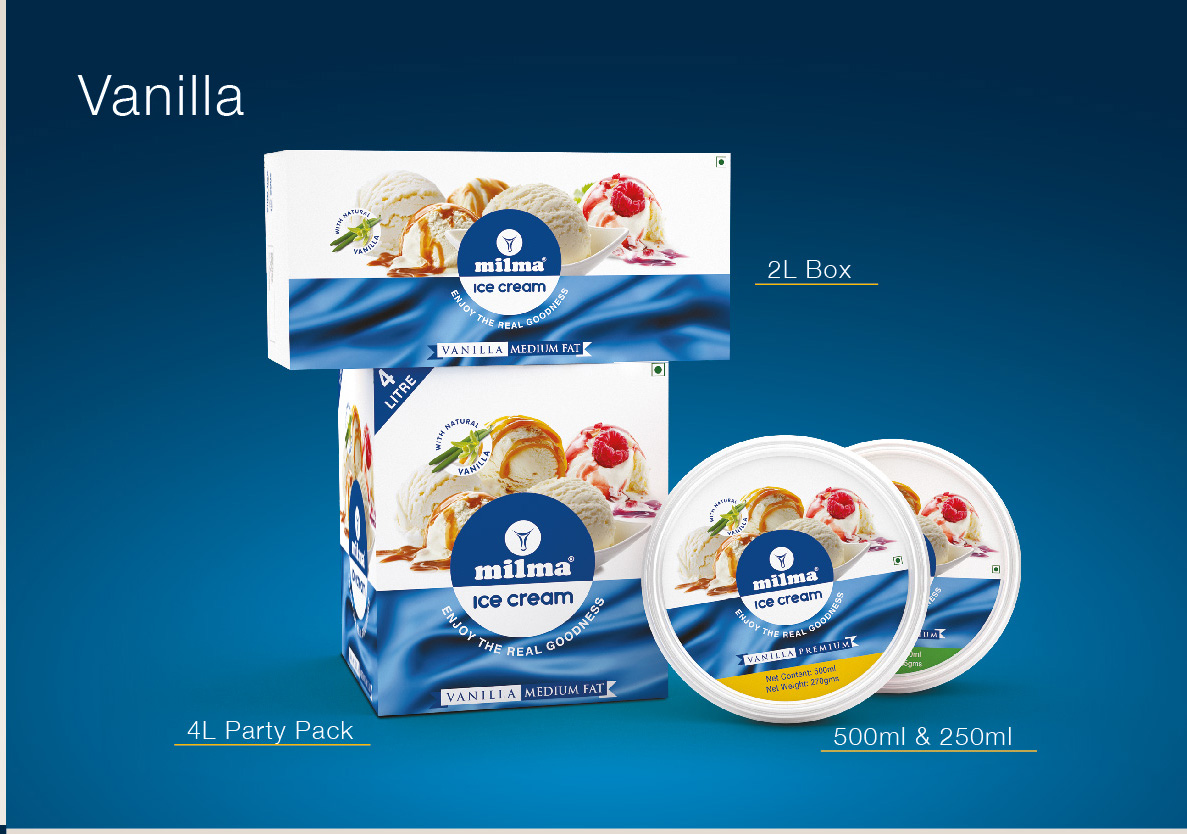 Vanilla
WITH NATURAL
VANILLA
milma®
ice cream
ENJOY THE REAL GOODNESS
VANILLA MEDIUM FAT
2L Box
4
LITRE
WITH NATURAL
VANILLA
milma®
ice cream
ENJOY THE REAL GOODNESS
VANILLA MEDIUM FAT
WITH NATURAL
VANILLA
milma®
ice cream
ENJOY THE REAL GOODNESS
VANILLA PREMIUM
Net Content: 500ml
Net Weight: 270gms
4L Party Pack
500ml & 250ml